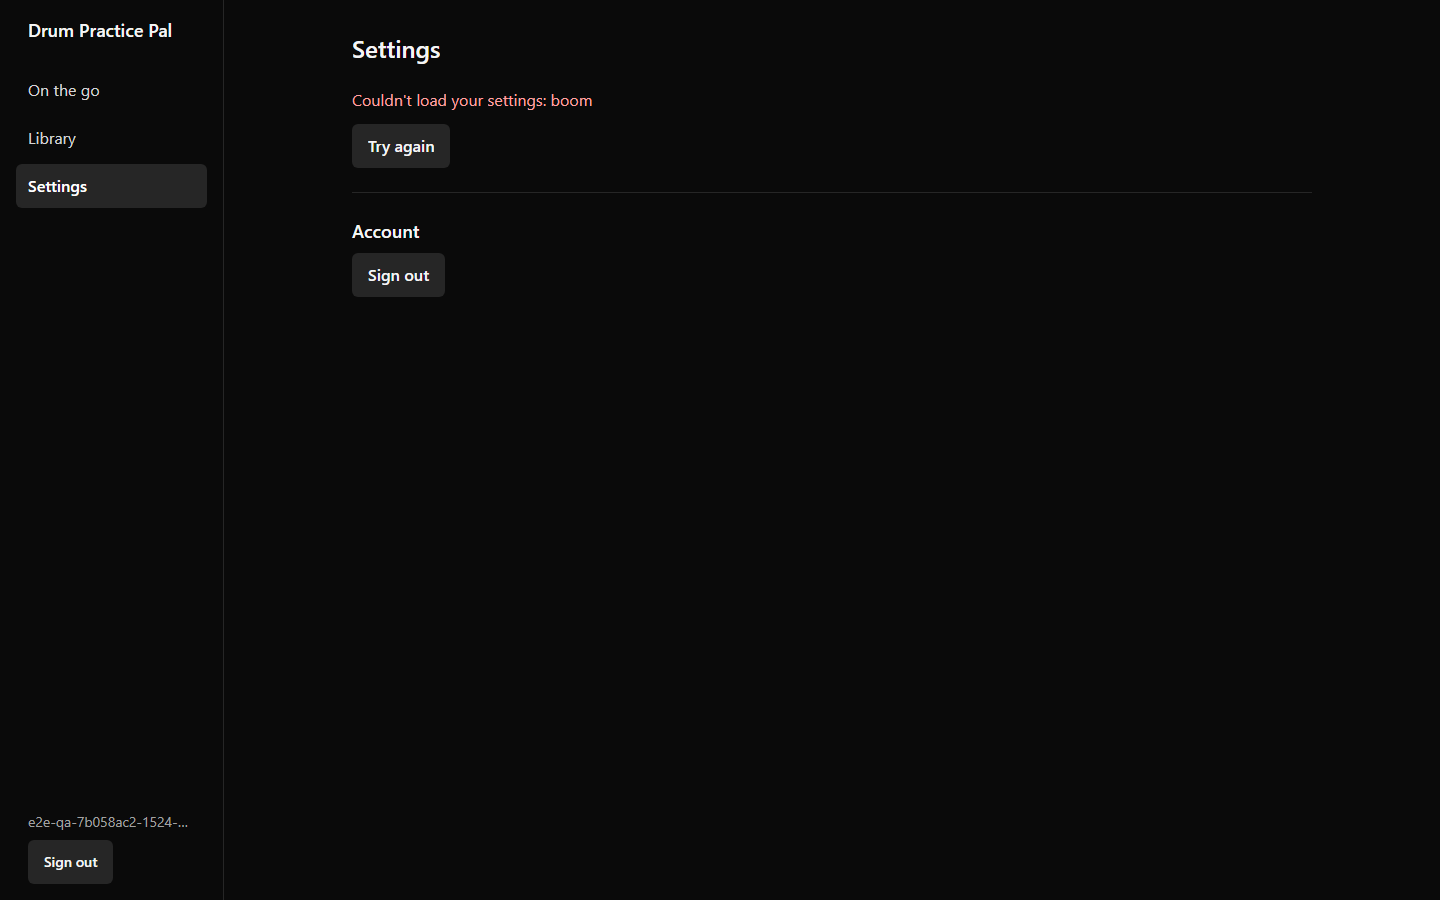 Drum Practice Pal
On the go
Library
Settings
e2e-qa-7b058ac2-1524-...
Sign out
Settings
Couldn't load your settings: boom
Try again
Account
Sign out